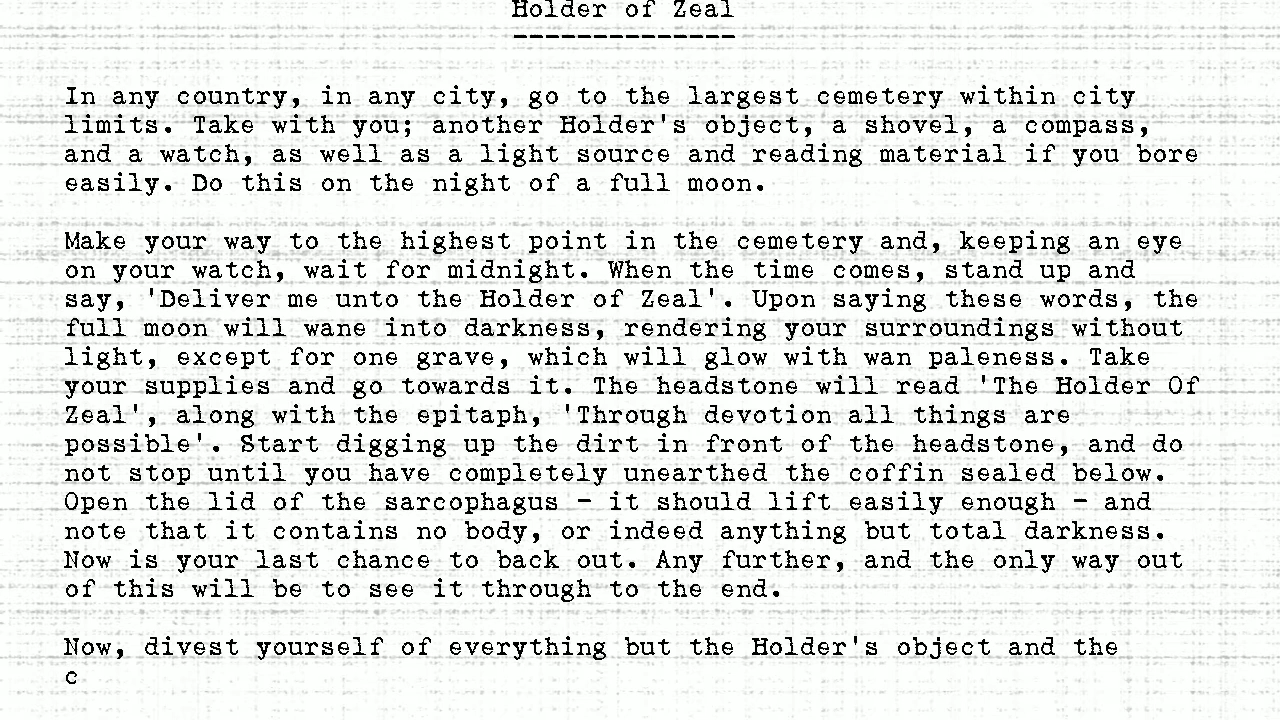 Holder of Zeal
--------------
In any country, in any city, go to the largest cemetery within city
limits. Take with you; another Holder's object, a shovel, a compass,
and a watch, as well as a light source and reading material if you bore
easily. Do this on the night of a full moon.
Make your way to the highest point in the cemetery and, keeping an eye
on your watch, wait for midnight. When the time comes, stand up and
say, 'Deliver me unto the Holder of Zeal'. Upon saying these words, the
full moon will wane into darkness, rendering your surroundings without
light, except for one grave, which will glow with wan paleness. Take
your supplies and go towards it. The headstone will read 'The Holder Of
Zeal', along with the epitaph, 'Through devotion all things are
possible'. Start digging up the dirt in front of the headstone, and do
not stop until you have completely unearthed the coffin sealed below.
Open the lid of the sarcophagus - it should lift easily enough - and
note that it contains no body, or indeed anything but total darkness.
Now is your last chance to back out. Any further, and the only way out
of this will be to see it through to the end.
Now, divest yourself of everything but the Holder's object and the
c